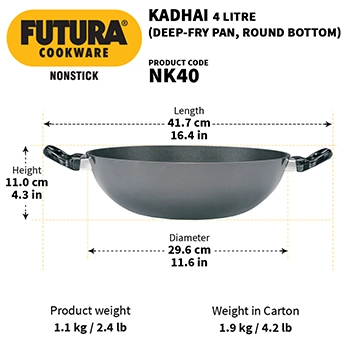 FUTURA®
COOKWARE
NONSTICK
KADHAI 4 LITRE
(DEEP-FRY PAN, ROUND BOTTOM)
PRODUCT CODE
NK40
Length
41.7 cm
16.4 in
Height
11.0 cm
4.3 in
Diameter
29.6 cm
11.6 in
Product weight
1.1 kg / 2.4 lb
Weight in Carton
1.9 kg / 4.2 lb